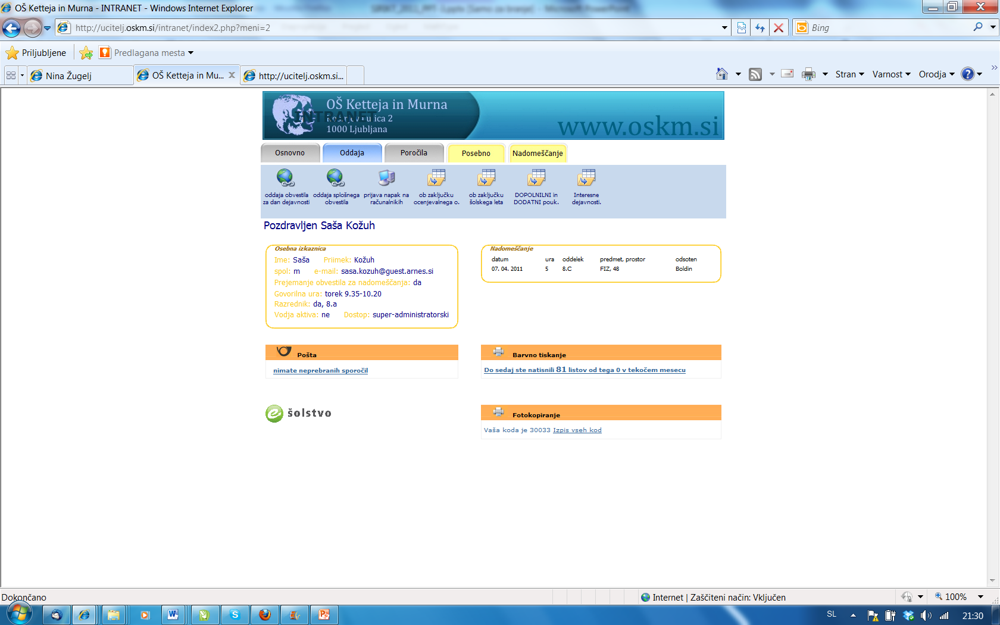 OŠ Ketteja in Murna - INTRANET - Windows Internet Explorer
http://ucitelj.oskm.si/intranet/index2.php?meni=2
Bing
Priljubljene
Predlagana mesta
Nina Žugelj
OŠ Ketteja in Mu...
http://ucitelj.oskm.si...
Stran
Varnost
Orodja
OŠ Ketteja in Murna
INTRANET
ulica 2
1000 Ljubljana
www.oskm.si
Osnovno
Oddaja
Poročila
Posebno
Nadomeščanje
oddaja obvestila
za dan dejavnosti
oddaja splošnega
obvestila
prijava napak na
računalnikih
ob zaključku
ocenjevalnega o.
ob zaključku
šolskega leta
DOPOLNILNI in
DODATNI pouk.
Interesne
dejavnosti.
Pozdravljen Saša Kožuh
Osebna izkaznica
Ime: Saša Priimek: Kožuh
spol: m e-mail: sasa.kozuh@guest.arnes.si
Prejemanje obvestila za nadomeščanja: da
Govorilna ura: torek 9.35-10.20
Razrednik: da, 8.a
Vodja aktiva: ne Dostop: super-administratorski
Nadomeščanje
datum ura oddelek predmet, prostor odsoten
07. 04. 2011 5 8.C FIZ, 48 Boldin
Pošta
nimate neprebranih sporočil
Barvno tiskanje
Do sedaj ste natisnili 81 listov od tega 0 v tekočem mesecu
e šolstvo
Fotokopiranje
Vaša koda je 30033 Izpis vseh kod
Dokončano
Internet | Zaščiteni način: Vključen
100%
SL
21:30